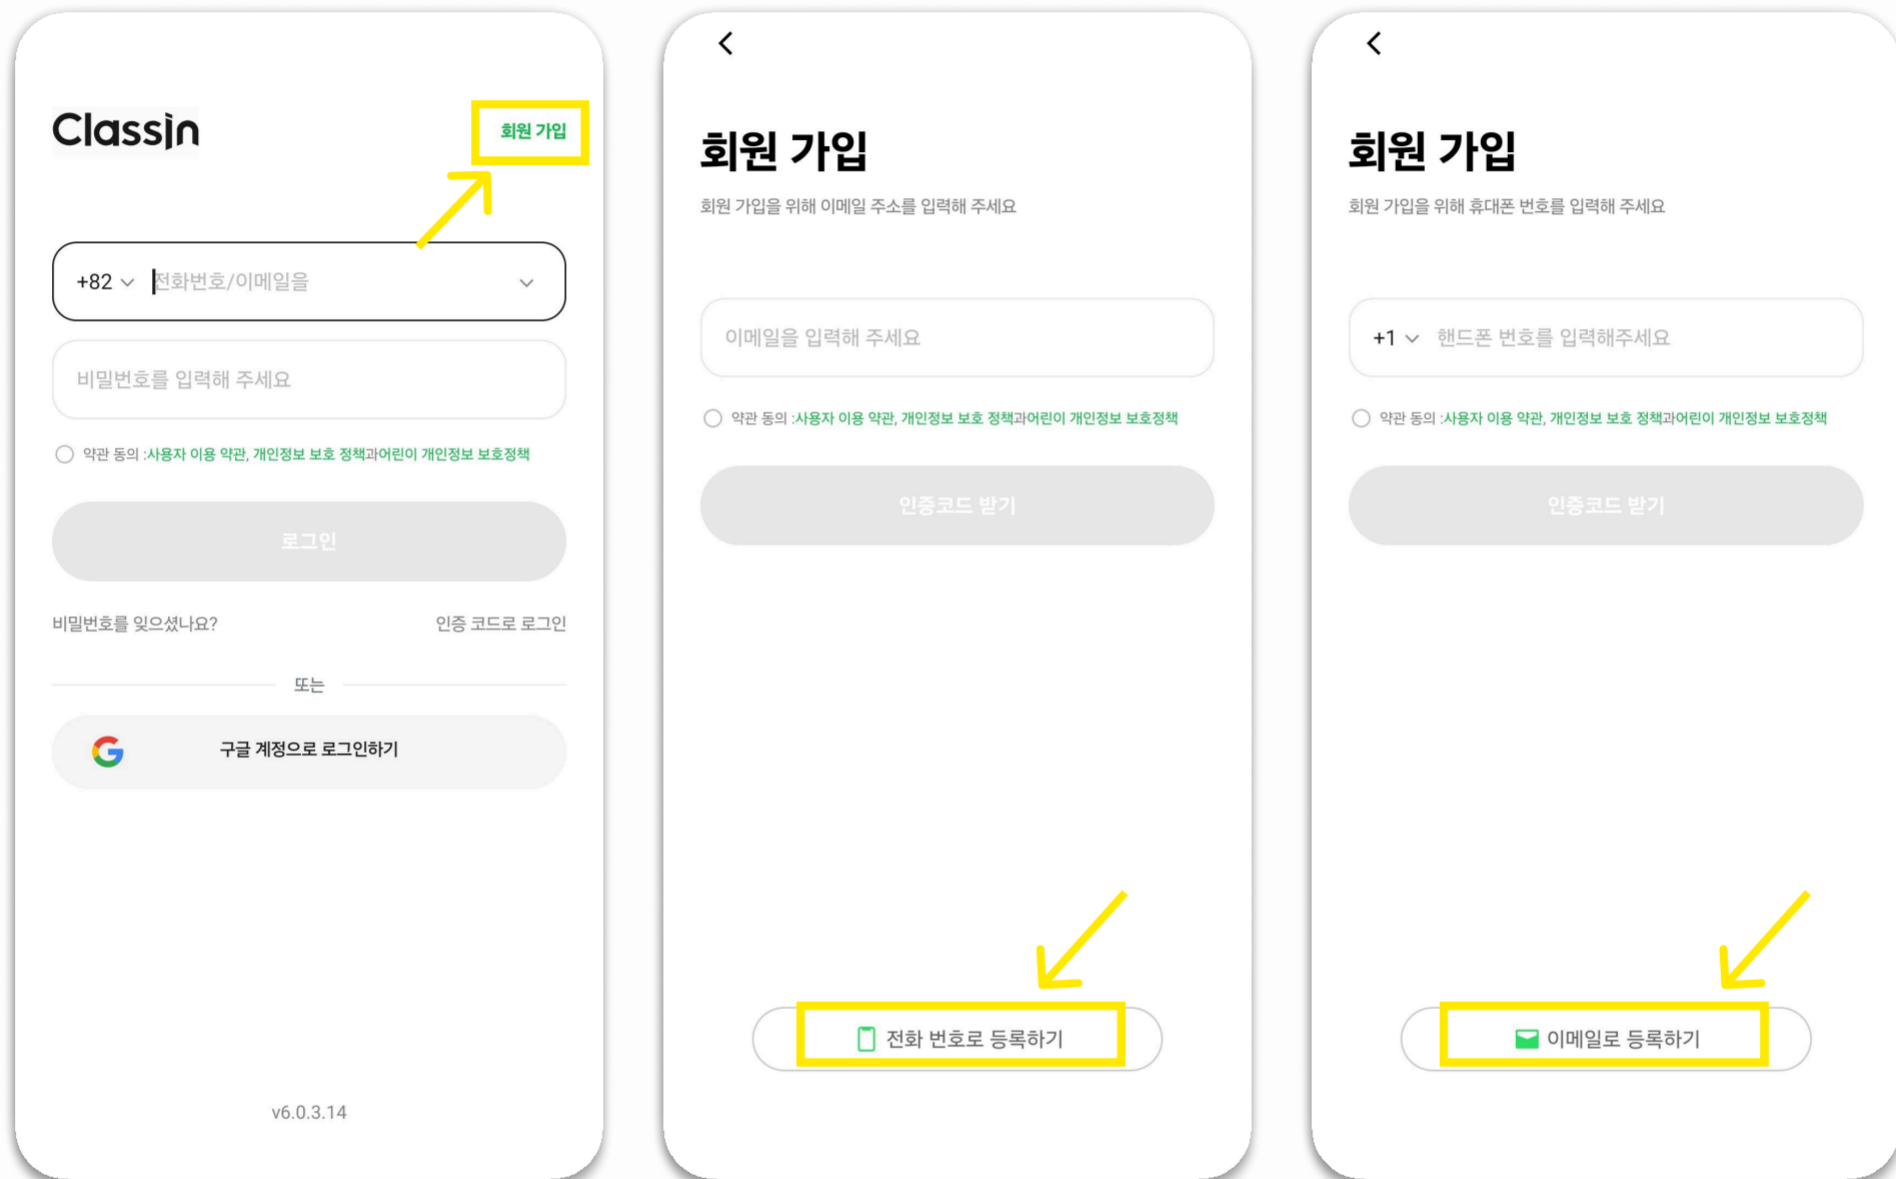 ClassIn
회원 가입
+82 전화번호/이메일을
비밀번호를 입력해 주세요
약관 동의 :사용자 이용 약관, 개인정보 보호 정책과어린이 개인정보 보호정책
로그인
비밀번호를 잊으셨나요?
인증 코드로 로그인
또는
구글 계정으로 로그인하기
v6.0.3.14
회원 가입
회원 가입을 위해 이메일 주소를 입력해 주세요
이메일을 입력해 주세요
약관 동의 :사용자 이용 약관, 개인정보 보호 정책과어린이 개인정보 보호정책
인증코드 받기
전화 번호로 등록하기
회원 가입
회원 가입을 위해 휴대폰 번호를 입력해 주세요
+1 핸드폰 번호를 입력해주세요
약관 동의 :사용자 이용 약관, 개인정보 보호 정책과어린이 개인정보 보호정책
인증코드 받기
이메일로 등록하기